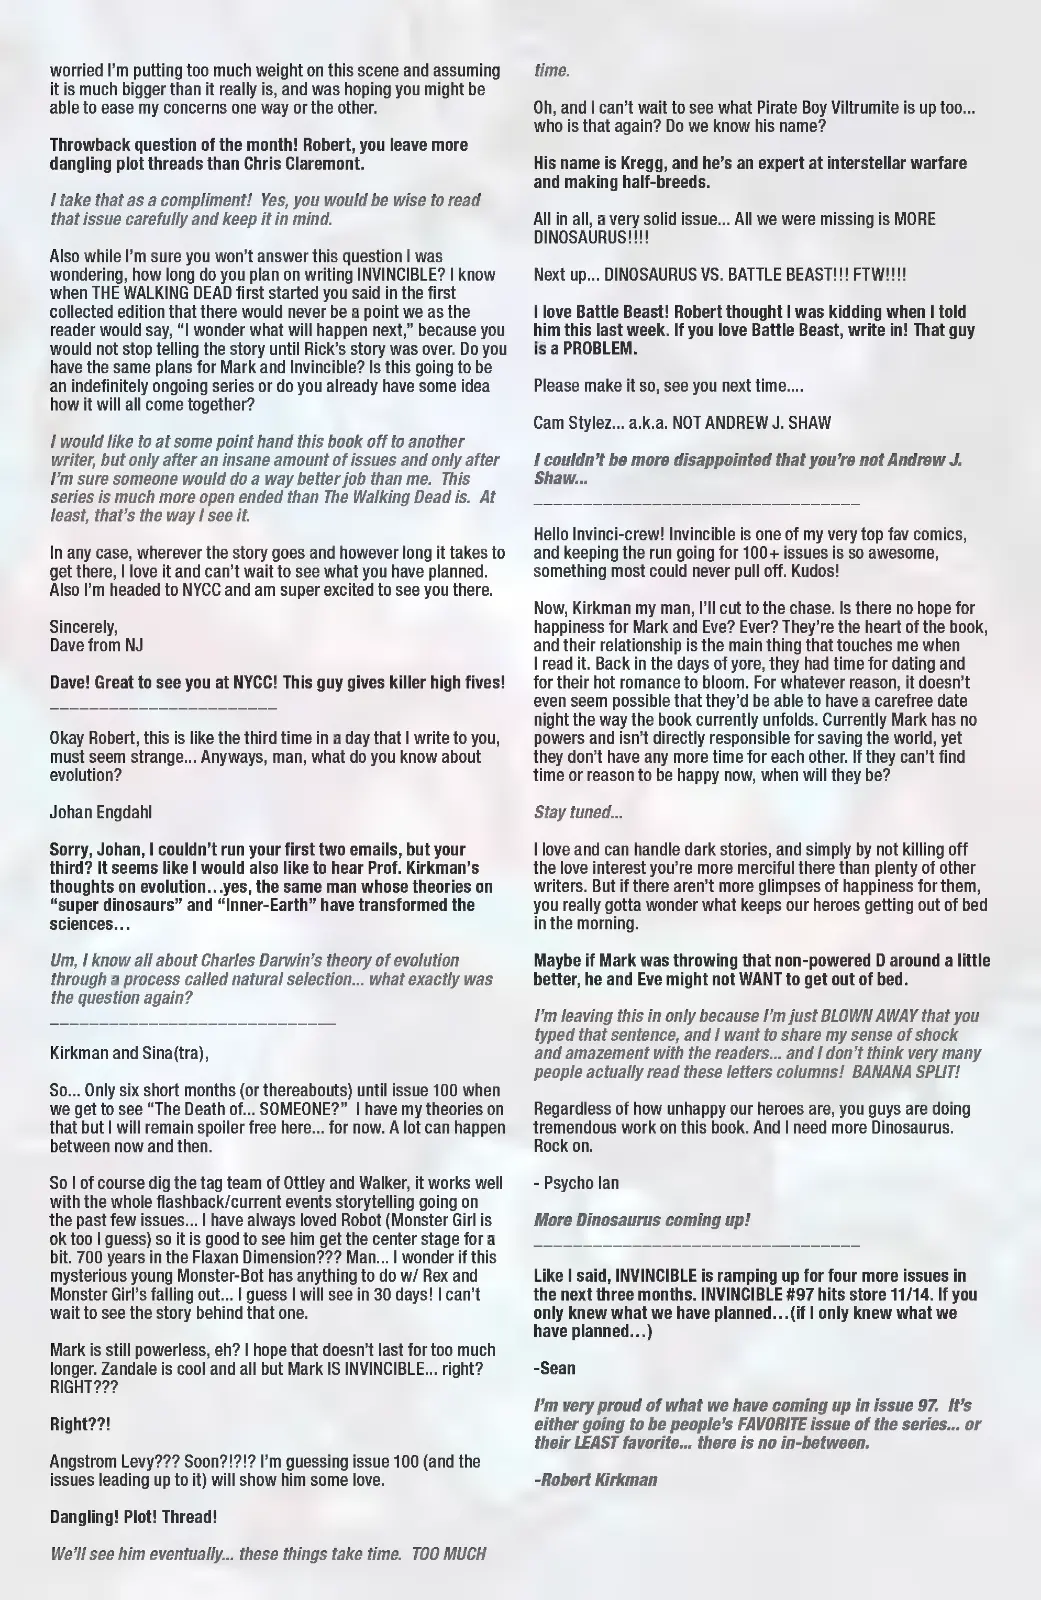 worried I'm putting too much weight on this scene and assuming
it is much bigger than it really is, and was hoping you might be
able to ease my concerns one way or the other.
Throwback question of the month! Robert, you leave more
dangling plot threads than Chris Claremont.
I take that as a compliment!  Yes, you would be wise to read
that issue carefully and keep it in mind.
Also while I'm sure you won't answer this question I was
wondering, how long do you plan on writing INVINCIBLE? I know
when THE WALKING DEAD first started you said in the first
collected edition that there would never be a point we as the
reader would say, “I wonder what will happen next,” because you
would not stop telling the story until Rick's story was over. Do you
have the same plans for Mark and Invincible? Is this going to be
an indefinitely ongoing series or do you already have some idea
how it will all come together?
I would like to at some point hand this book off to another
writer, but only after an insane amount of issues and only after
I'm sure someone would do a way better job than me.  This
series is much more open ended than The Walking Dead is.  At
least, that's the way I see it.
In any case, wherever the story goes and however long it takes to
get there, I love it and can't wait to see what you have planned.
Also I'm headed to NYCC and am super excited to see you there.
Sincerely,
Dave from NJ
Dave! Great to see you at NYCC! This guy gives killer high fives!
_______________________
Okay Robert, this is like the third time in a day that I write to you,
must seem strange... Anyways, man, what do you know about
evolution?
Johan Engdahl
Sorry, Johan, I couldn't run your first two emails, but your
third? It seems like I would also like to hear Prof. Kirkman's
thoughts on evolution…yes, the same man whose theories on
“super dinosaurs” and “Inner-Earth” have transformed the
sciences…
Um, I know all about Charles Darwin's theory of evolution
through a process called natural selection... what exactly was
the question again?
_____________________________
Kirkman and Sina(tra),
So... Only six short months (or thereabouts) until issue 100 when
we get to see “The Death of... SOMEONE?”  I have my theories on
that but I will remain spoiler free here... for now. A lot can happen
between now and then.
So I of course dig the tag team of Ottley and Walker, it works well
with the whole flashback/current events storytelling going on
the past few issues... I have always loved Robot (Monster Girl is
ok too I guess) so it is good to see him get the center stage for a
bit. 700 years in the Flaxan Dimension??? Man... I wonder if this
mysterious young Monster-Bot has anything to do w/ Rex and
Monster Girl's falling out... I guess I will see in 30 days! I can't
wait to see the story behind that one.
Mark is still powerless, eh? I hope that doesn't last for too much
longer. Zandale is cool and all but Mark IS INVINCIBLE... right?
RIGHT???
Right??!
Angstrom Levy??? Soon?!?!? I'm guessing issue 100 (and the
issues leading up to it) will show him some love.
Dangling! Plot! Thread!
We'll see him eventually... these things take time.  TOO MUCH
time.
Oh, and I can't wait to see what Pirate Boy Viltrumite is up too...
who is that again? Do we know his name?
His name is Kregg, and he's an expert at interstellar warfare
and making half-breeds.
All in all, a very solid issue... All we were missing is MORE
DINOSAURUS!!!!
Next up... DINOSAURUS VS. BATTLE BEAST!!! FTW!!!!
I love Battle Beast! Robert thought I was kidding when I told
him this last week. If you love Battle Beast, write in! That guy
is a PROBLEM.
Please make it so, see you next time....
Cam Stylez... a.k.a. NOT ANDREW J. SHAW
I couldn't be more disappointed that you're not Andrew J.
Shaw...
_________________________________
Hello Invinci-crew! Invincible is one of my very top fav comics,
and keeping the run going for 100+ issues is so awesome,
something most could never pull off. Kudos!
Now, Kirkman my man, I'll cut to the chase. Is there no hope for
happiness for Mark and Eve? Ever? They're the heart of the book,
and their relationship is the main thing that touches me when
I read it. Back in the days of yore, they had time for dating and
for their hot romance to bloom. For whatever reason, it doesn't
even seem possible that they'd be able to have a carefree date
night the way the book currently unfolds. Currently Mark has no
powers and isn't directly responsible for saving the world, yet
they don't have any more time for each other. If they can't find
time or reason to be happy now, when will they be?
Stay tuned...
I love and can handle dark stories, and simply by not killing off
the love interest you're more merciful there than plenty of other
writers. But if there aren't more glimpses of happiness for them,
you really gotta wonder what keeps our heroes getting out of bed
in the morning.
Maybe if Mark was throwing that non-powered D around a little
better, he and Eve might not WANT to get out of bed.
I'm leaving this in only because I'm just BLOWN AWAY that you
typed that sentence, and I want to share my sense of shock
and amazement with the readers... and I don't think very many
people actually read these letters columns!  BANANA SPLIT!
Regardless of how unhappy our heroes are, you guys are doing
tremendous work on this book. And I need more Dinosaurus.
Rock on.
- Psycho Ian
More Dinosaurus coming up!
_________________________________
Like I said, INVINCIBLE is ramping up for four more issues in
the next three months. INVINCIBLE #97 hits store 11/14. If you
only knew what we have planned…(if I only knew what we
have planned…)
-Sean
I'm very proud of what we have coming up in issue 97.  It's
either going to be people's FAVORITE issue of the series... or
their LEAST favorite... there is no in-between.
-Robert Kirkman